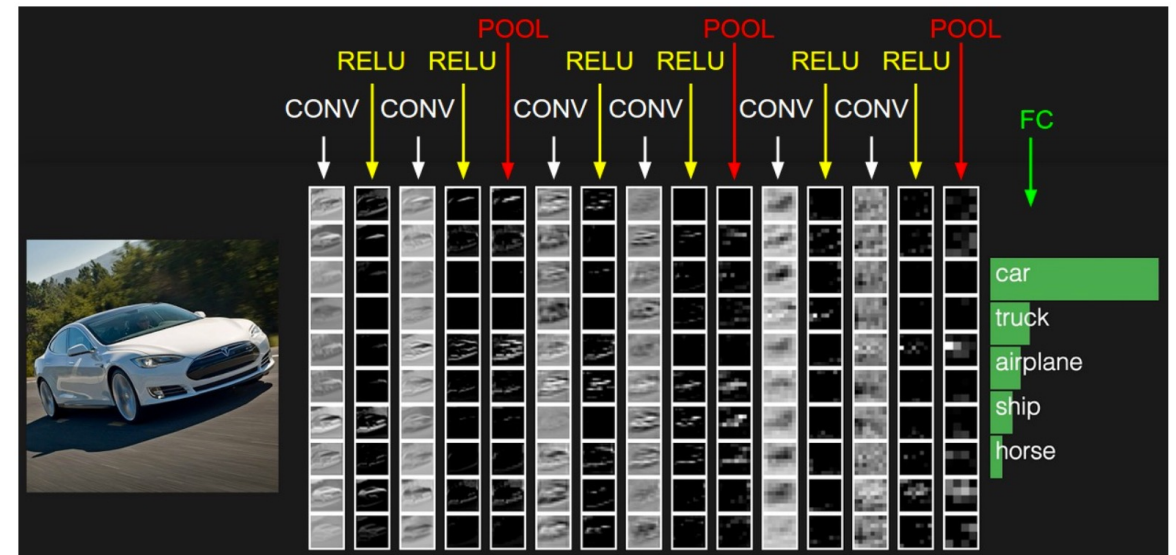 POOL POOL POOL
RELU RELU RELU RELU RELU RELU
CONV CONV CONV CONV CONV CONV
FC
car
truck
airplane
ship
horse